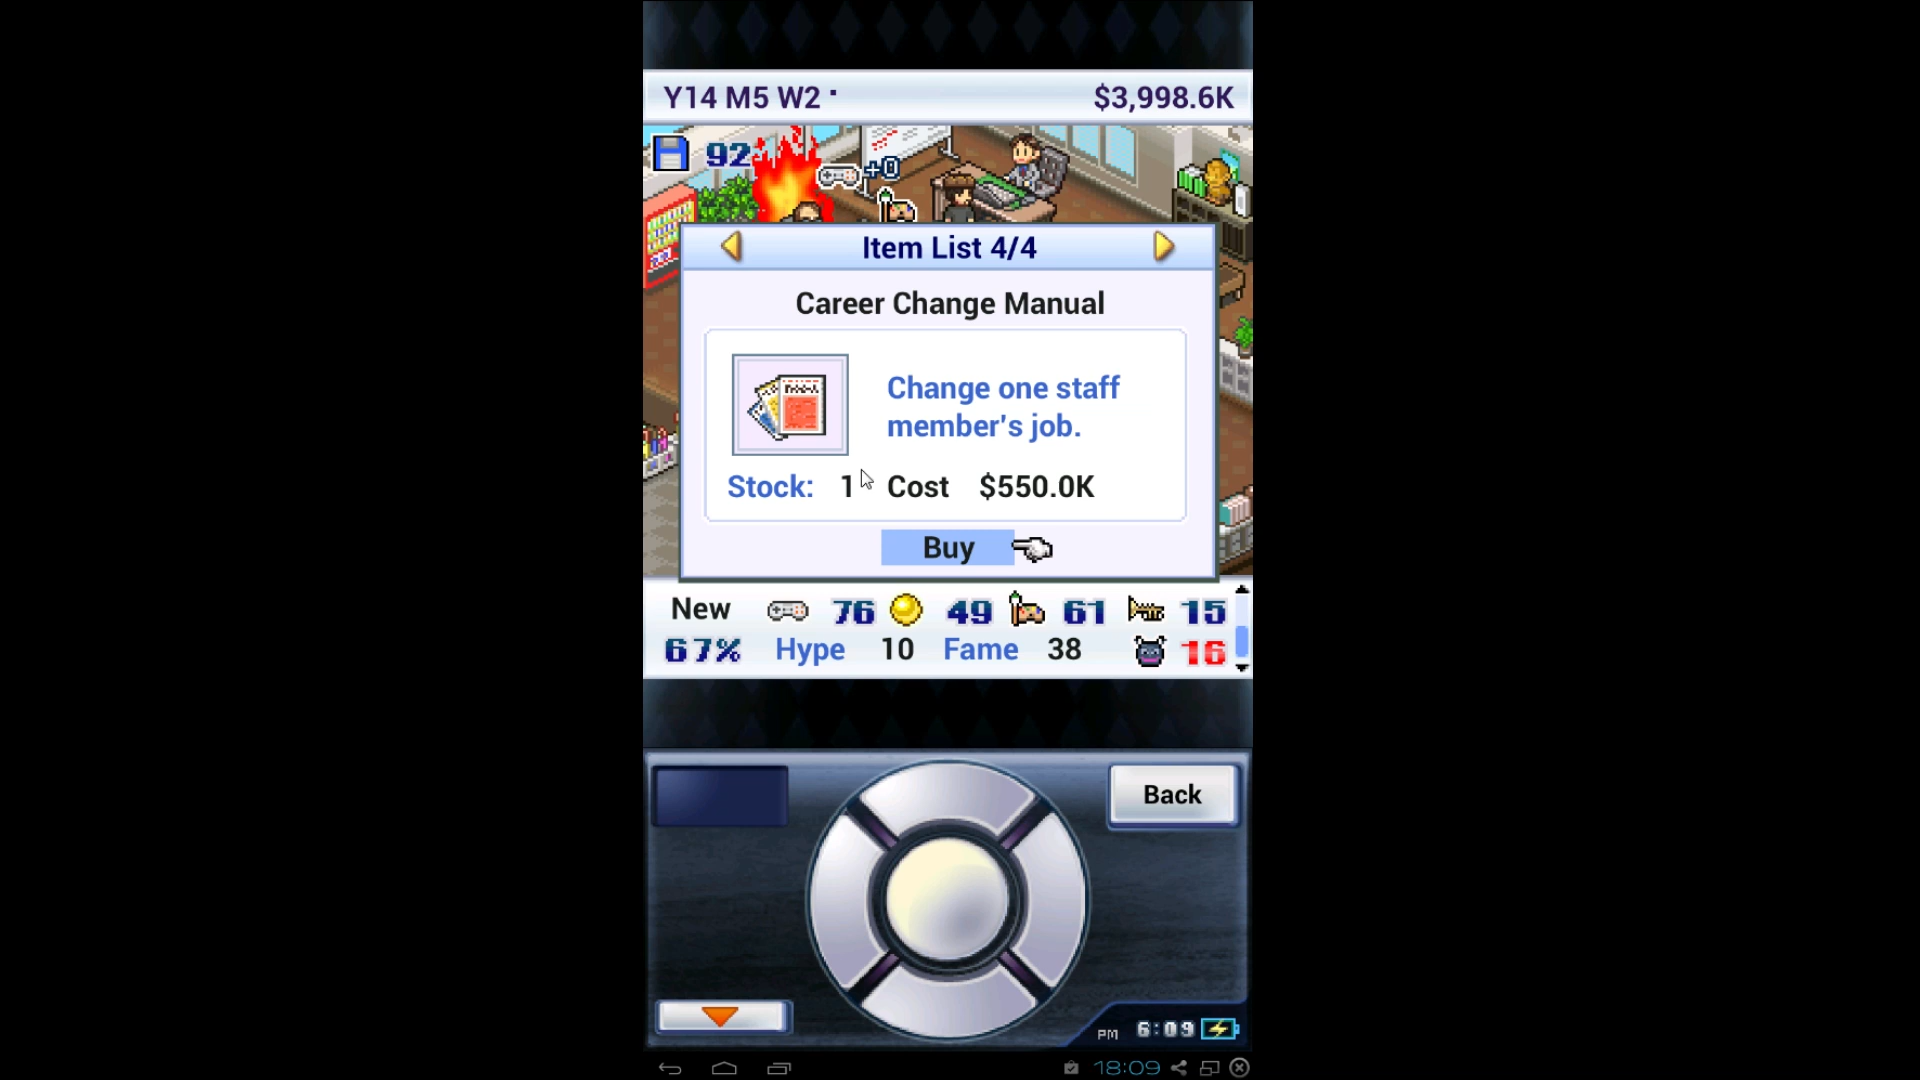 Y14 M5 W2 $3,998.6K
92 +0
Item List 4/4
Career Change Manual
Change one staff
member's job.
Stock: 1 Cost $550.0K
Buy
New 76 49 61 15
67% Hype 10 Fame 38 16
Back
PM 6:09
18:09